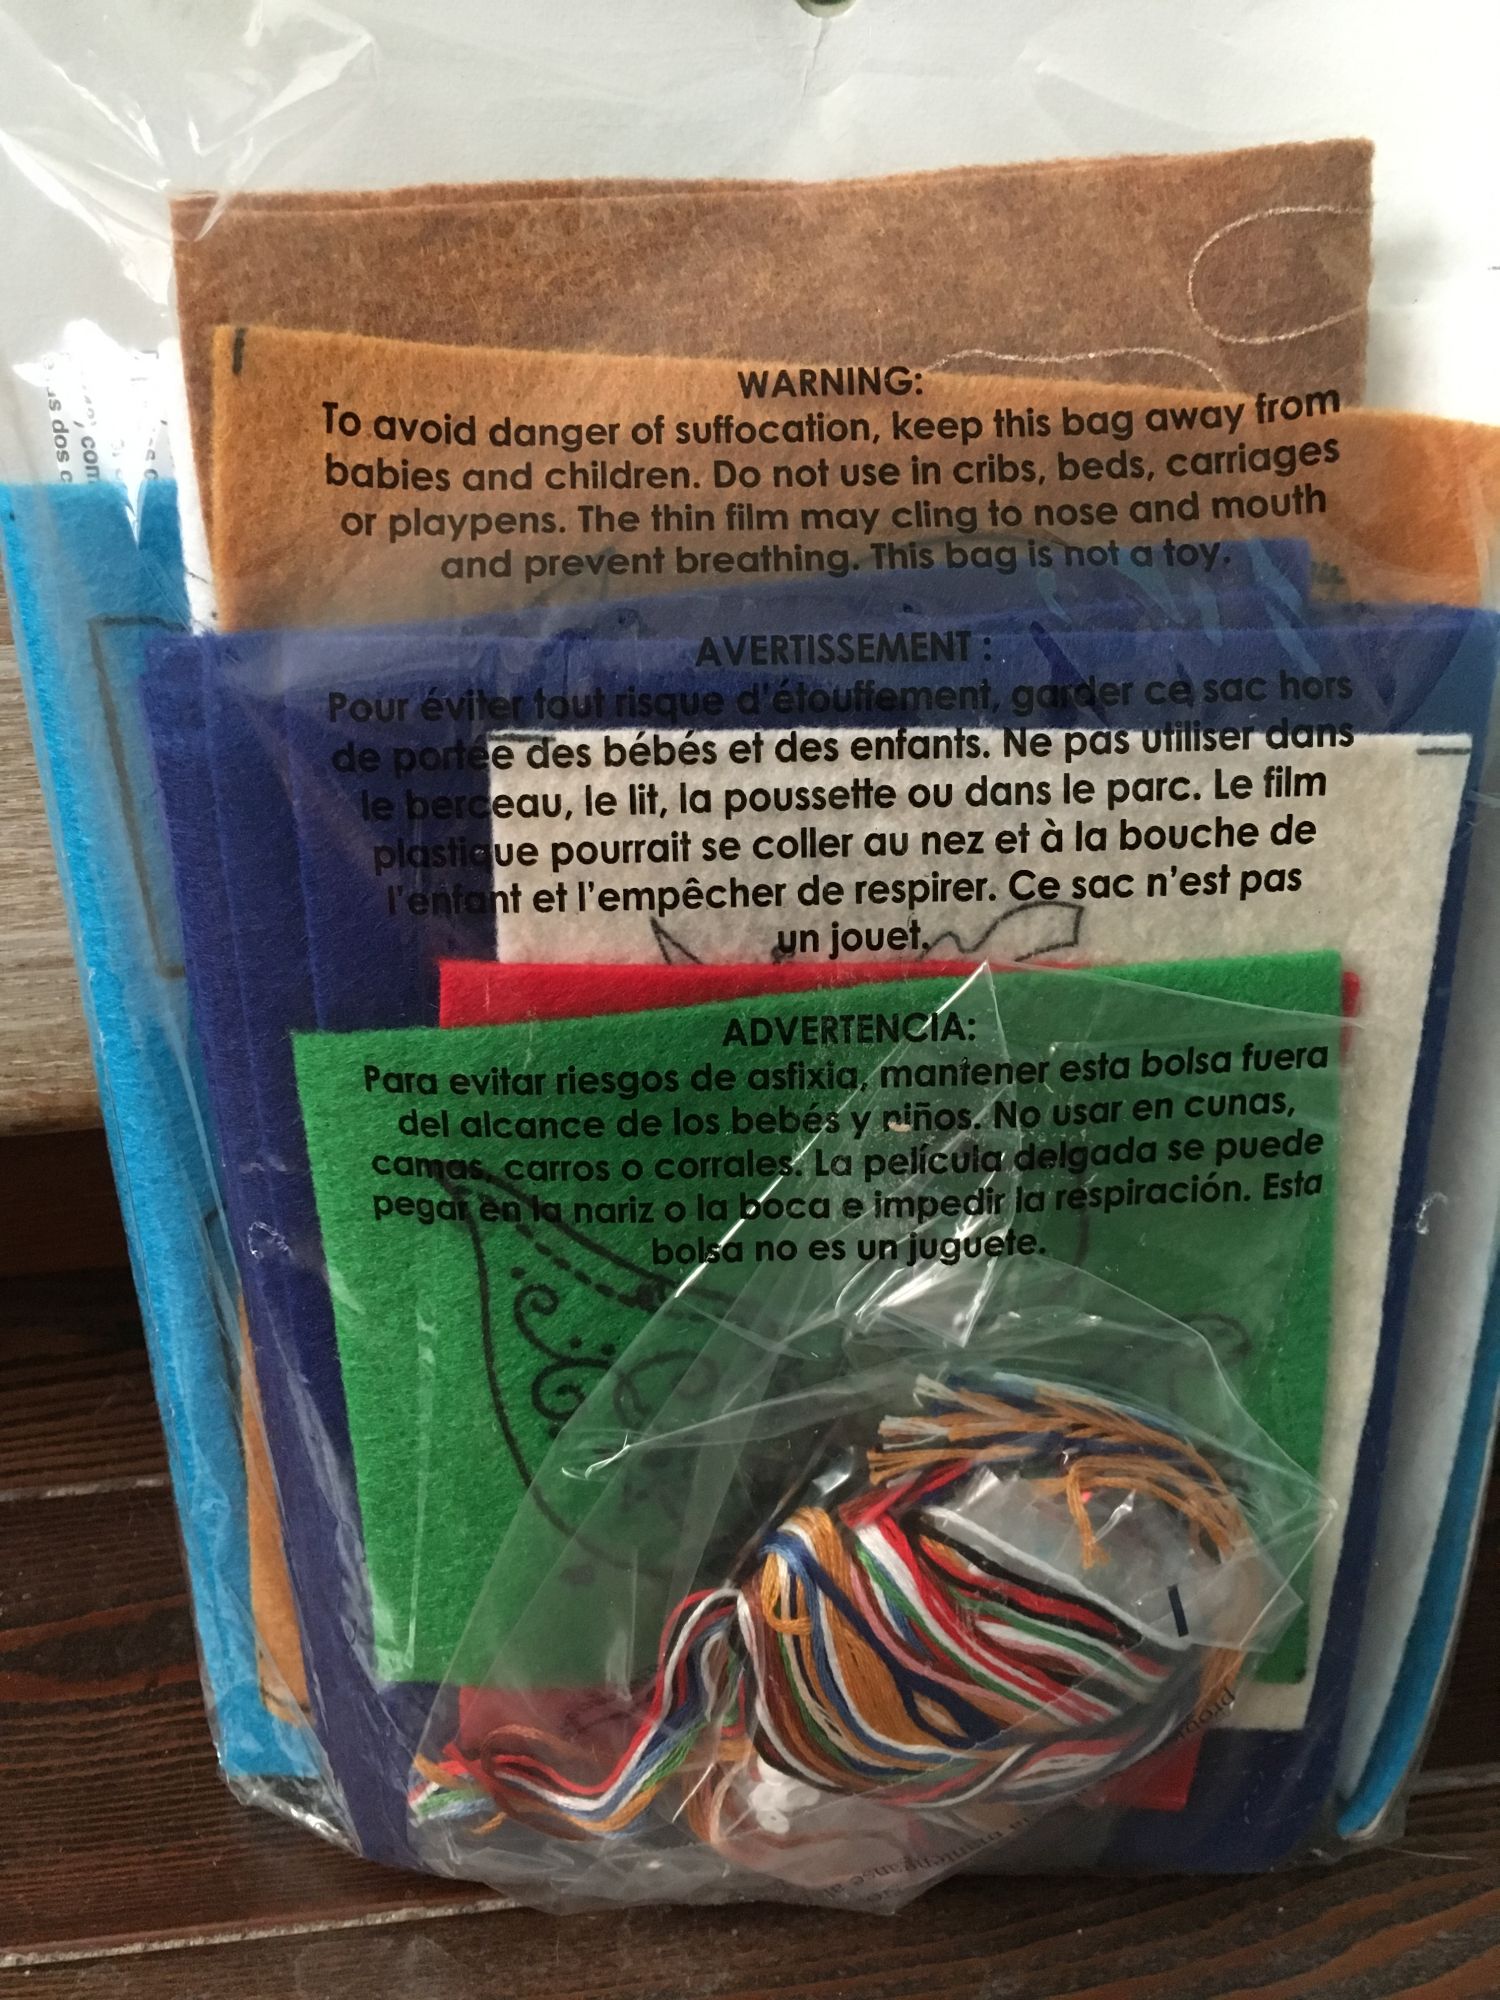 WARNING:
To avoid danger of suffocation, keep this bag away from
babies and children. Do not use in cribs, beds, carriages
or playpens. The thin film may cling to nose and mouth
and prevent breathing. This bag is not a toy.
AVERTISSEMENT :
Pour éviter tout risque d'étouffement, garder ce sac hors
de portée des bébés et des enfants. Ne pas utiliser dans
le berceau, le lit, la poussette ou dans le parc. Le film
plastique pourrait se coller au nez et à la bouche de
l'enfant et l'empêcher de respirer. Ce sac n'est pas
un jouet.
ADVERTENCIA:
Para evitar riesgos de asfixia, mantener esta bolsa fuera
del alcance de los bebés y niños. No usar en cunas,
camas, carros o corrales. La película delgada se puede
pegar en la nariz o la boca e impedir la respiración. Esta
bolsa no es un juguete.